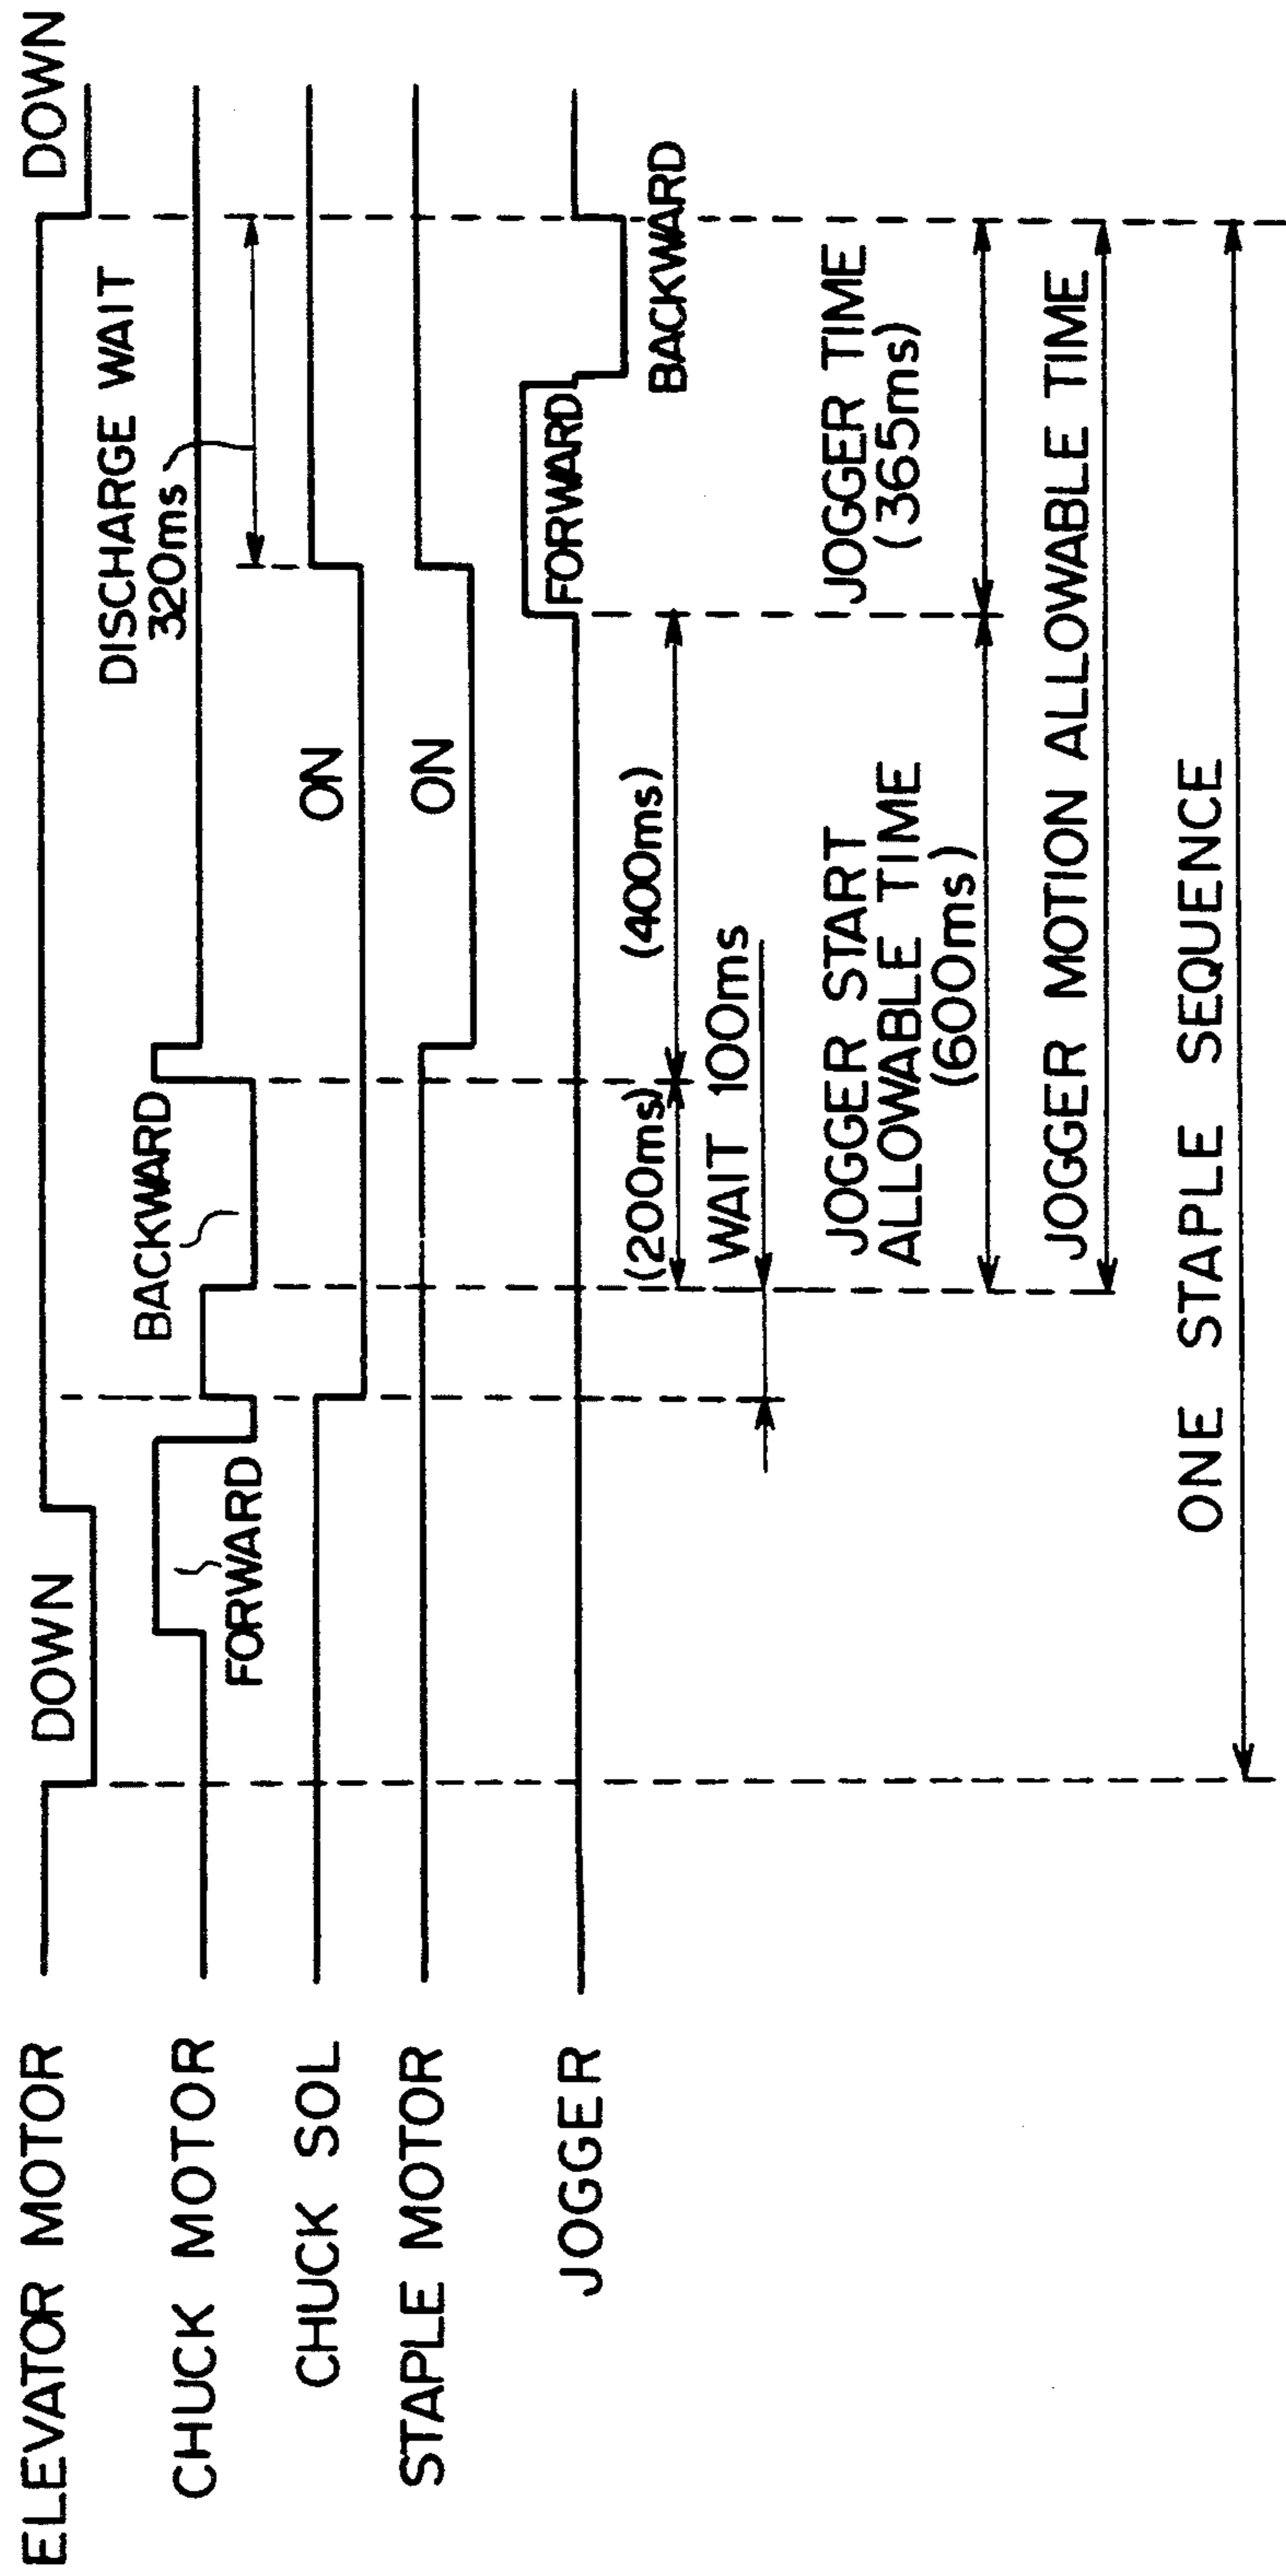 ELEVATOR MOTOR
DOWN
DOWN
CHUCK MOTOR
FORWARD
BACKWARD
DISCHARGE WAIT
320ms
CHUCK SOL
ON
STAPLE MOTOR
ON
JOGGER
FORWARD
BACKWARD
(200ms)
(400ms)
WAIT 100ms
JOGGER START
ALLOWABLE TIME
(600ms)
JOGGER TIME
(365ms)
JOGGER MOTION ALLOWABLE TIME
ONE STAPLE SEQUENCE